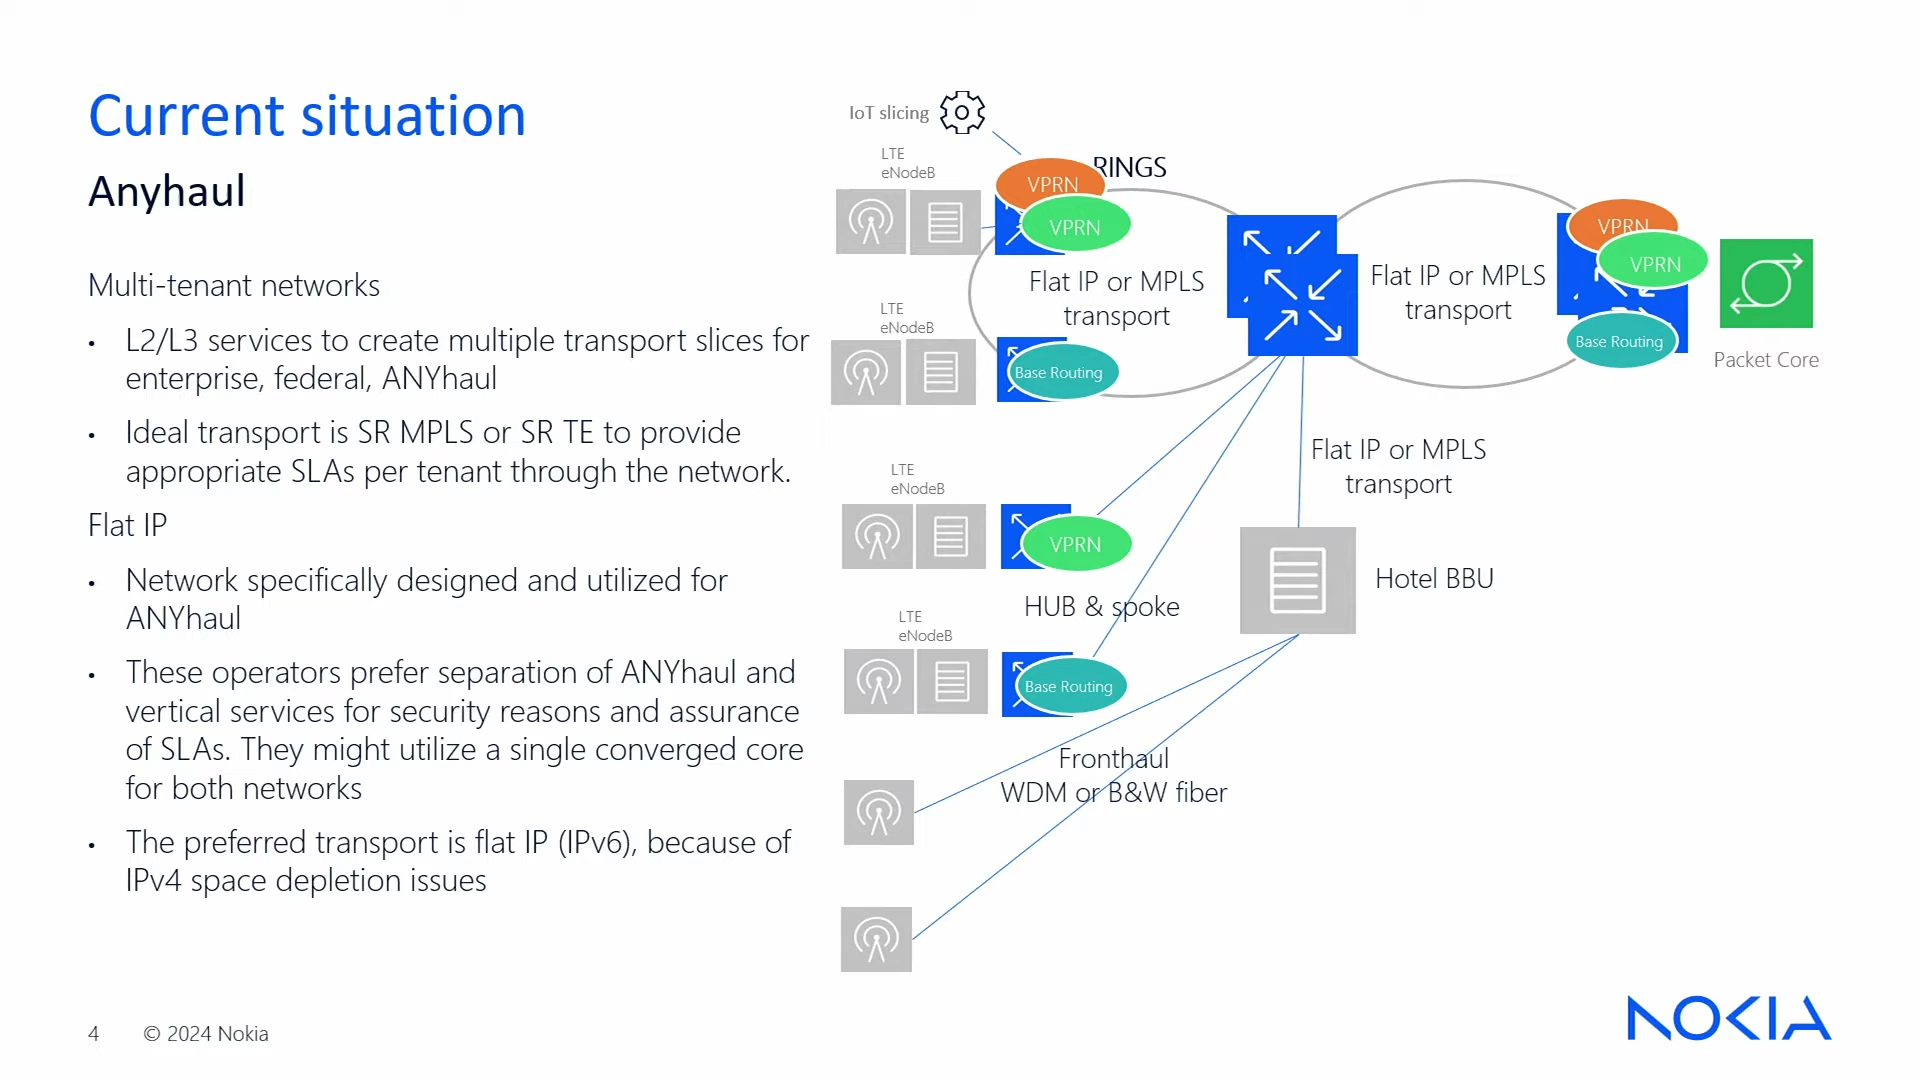 Current situation
Anyhaul
Multi-tenant networks
• L2/L3 services to create multiple transport slices for
enterprise, federal, ANYhaul
• Ideal transport is SR MPLS or SR TE to provide
appropriate SLAs per tenant through the network.
Flat IP
• Network specifically designed and utilized for
ANYhaul
• These operators prefer separation of ANYhaul and
vertical services for security reasons and assurance
of SLAs. They might utilize a single converged core
for both networks
• The preferred transport is flat IP (IPv6), because of
IPv4 space depletion issues
IoT slicing
LTE
eNodeB
VPRN
RINGS
VPRN
Flat IP or MPLS
transport
LTE
eNodeB
Base Routing
Flat IP or MPLS
transport
VPRN
VPRN
Base Routing
Packet Core
LTE
eNodeB
VPRN
Flat IP or MPLS
transport
HUB & spoke
Hotel BBU
LTE
eNodeB
Base Routing
Fronthaul
WDM or B&W fiber
4
© 2024 Nokia
NOKIA